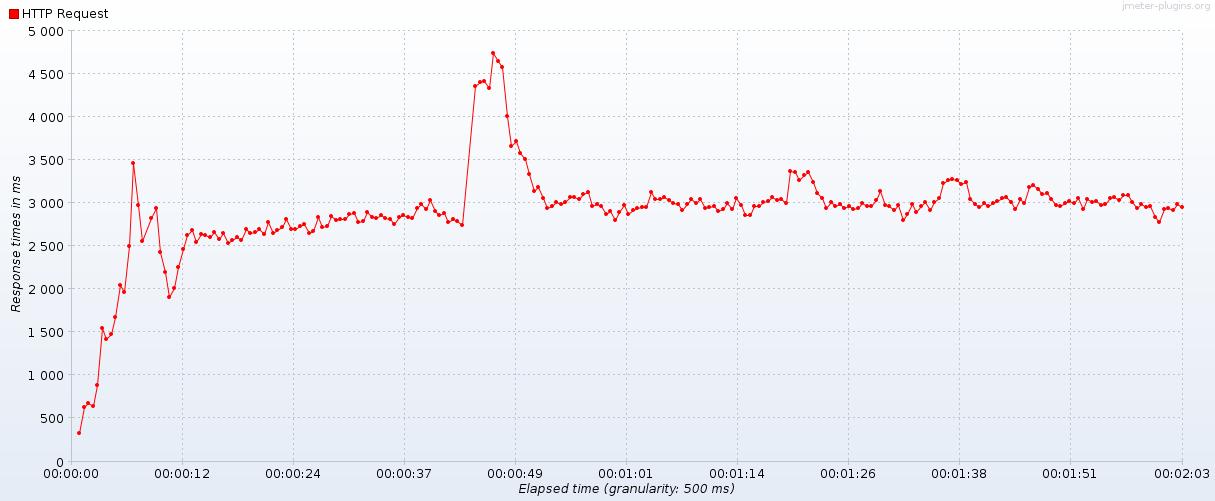 jmeter-plugins.org
HTTP Request
5 000
4 500
4 000
3 500
3 000
2 500
2 000
1 500
1 000
500
0
Response times in ms
00:00:00 00:00:12 00:00:24 00:00:37 00:00:49 00:01:01 00:01:14 00:01:26 00:01:38 00:01:51 00:02:03
Elapsed time (granularity: 500 ms)